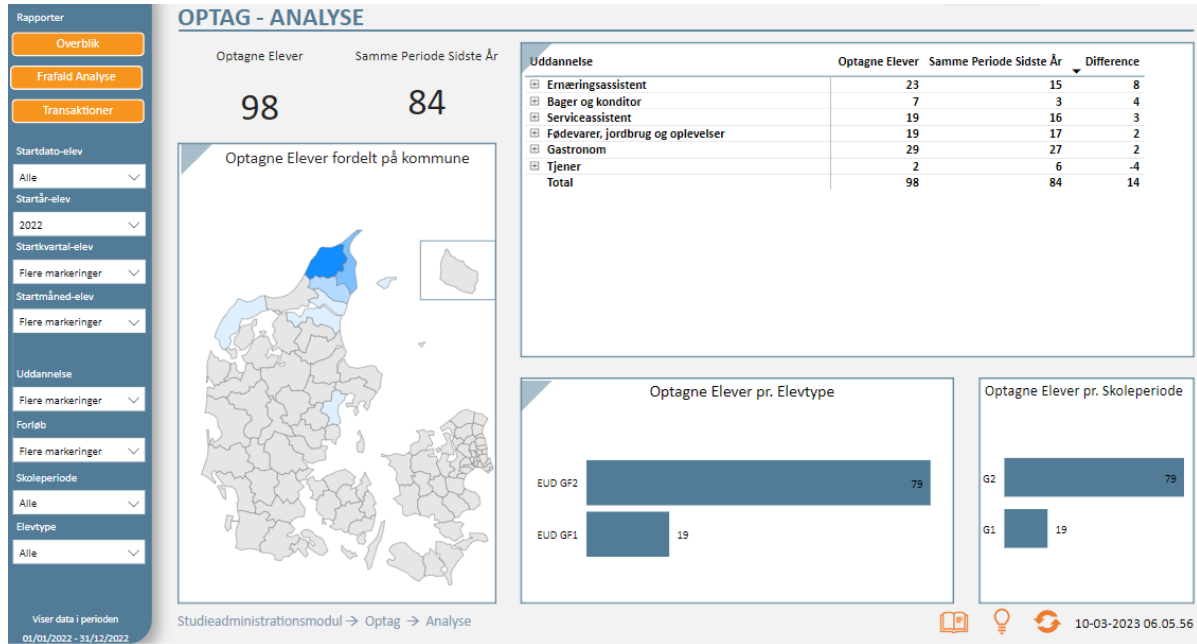 Rapporter
Overblik
Frafald Analyse
Transaktioner
Startdato-elev
Alle
Startår-elev
2022
Startkvartal-elev
Flere markeringer
Startmåned-elev
Flere markeringer
Uddannelse
Flere markeringer
Forløb
Flere markeringer
Skoleperiode
Alle
Elevtype
Alle
Viser data i perioden
01/01/2022 - 31/12/2022
OPTAG - ANALYSE
Optagne Elever
98
Samme Periode Sidste År
84
Optagne Elever fordelt på kommune
Uddannelse Optagne Elever Samme Periode Sidste År Difference
Ernæringsassistent 23 15 8
Bager og konditor 7 3 4
Serviceassistent 19 16 3
Fødevarer, jordbrug og oplevelser 19 17 2
Gastronom 29 27 2
Tjener 2 6 -4
Total 98 84 14
Optagne Elever pr. Elevtype
EUD GF2 79
EUD GF1 19
Optagne Elever pr. Skoleperiode
G2 79
G1 19
Studieadministrationsmodul → Optag → Analyse
10-03-2023 06.05.56